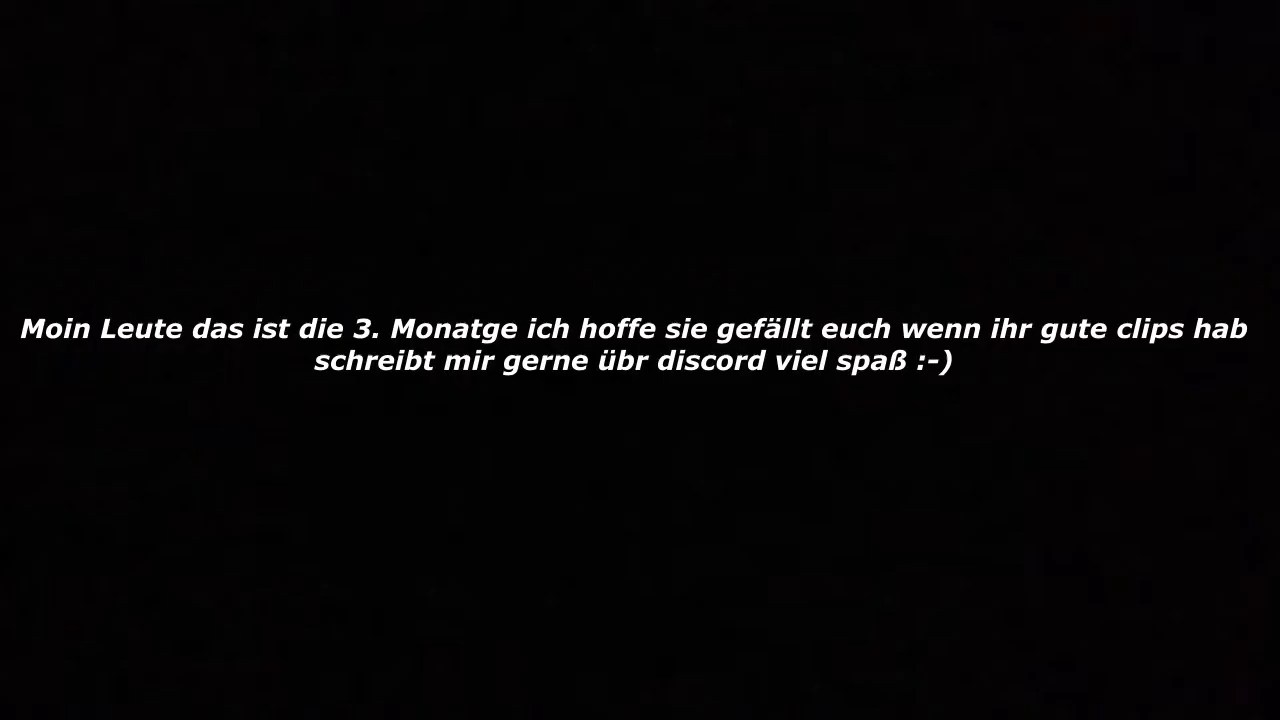 Moin Leute das ist die 3. Monatge ich hoffe sie gefällt euch wenn ihr gute clips hab
schreibt mir gerne übr discord viel spaß :-)